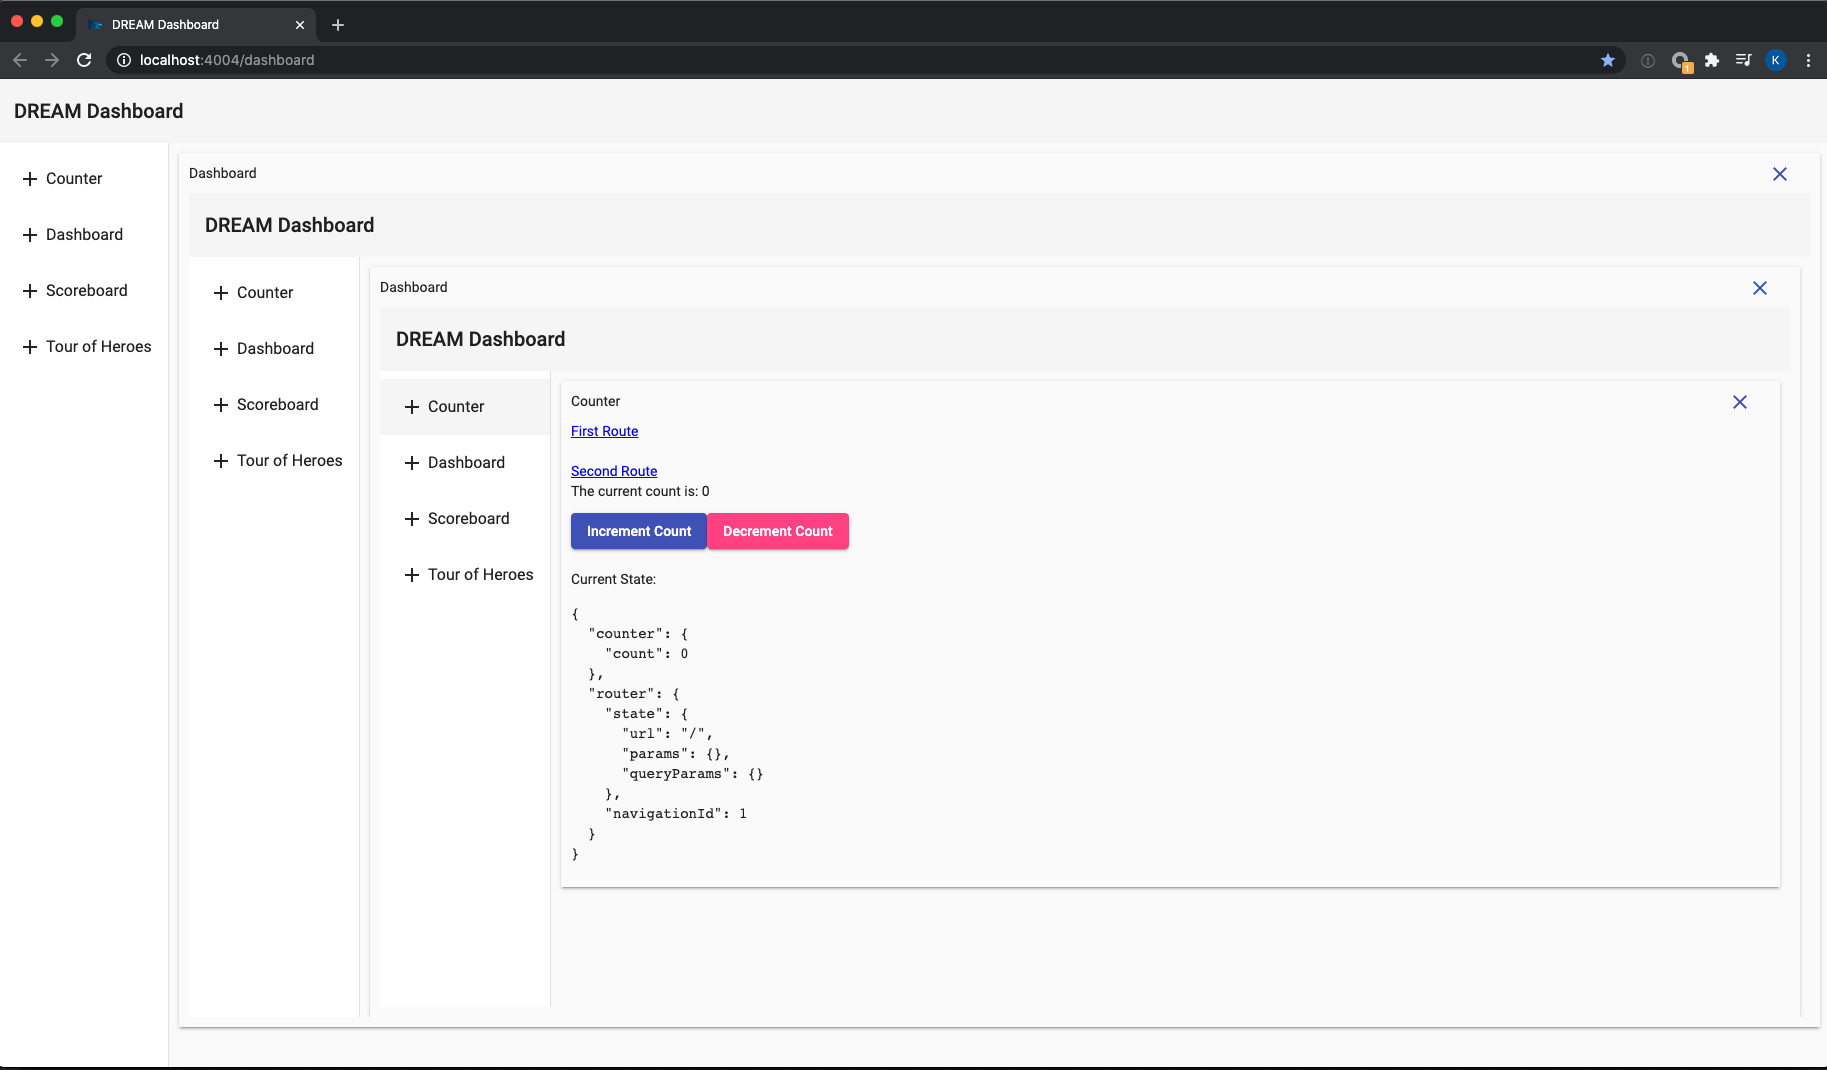 DREAM Dashboard
localhost:4004/dashboard
1
K
DREAM Dashboard
Counter
Dashboard
Scoreboard
Tour of Heroes
Dashboard
DREAM Dashboard
Counter
Dashboard
Scoreboard
Tour of Heroes
Dashboard
DREAM Dashboard
Counter
Dashboard
Scoreboard
Tour of Heroes
Counter
First Route
Second Route
The current count is: 0
Increment Count Decrement Count
Current State:
{
  "counter": {
    "count": 0
  },
  "router": {
    "state": {
      "url": "/",
      "params": {},
      "queryParams": {}
    },
    "navigationId": 1
  }
}